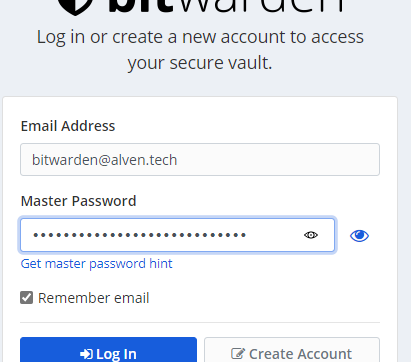 bitwarden
Log in or create a new account to access
your secure vault.
Email Address
bitwarden@alven.tech
Master Password
••••••••••••••••••••••••••••
Get master password hint
Remember email
Log In
Create Account